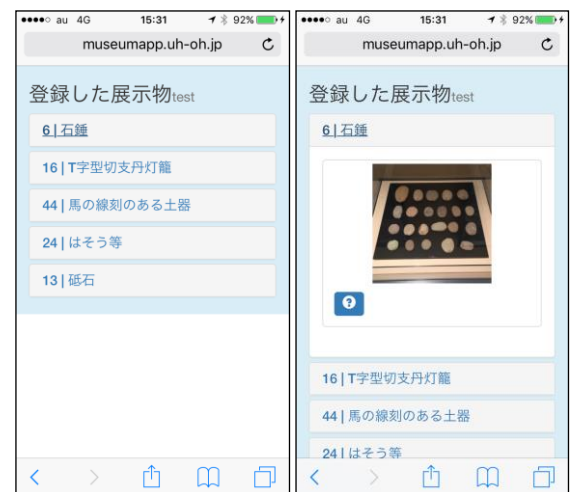 au 4G 15:31 92%
museumapp.uh-oh.jp
登録した展示物test
6 | 石錘
16 | T字型切支丹灯籠
44 | 馬の線刻のある土器
24 | はそう等
13 | 砥石
au 4G 15:31 92%
museumapp.uh-oh.jp
登録した展示物test
6 | 石錘
?
16 | T字型切支丹灯籠
44 | 馬の線刻のある土器
24 | はそう等